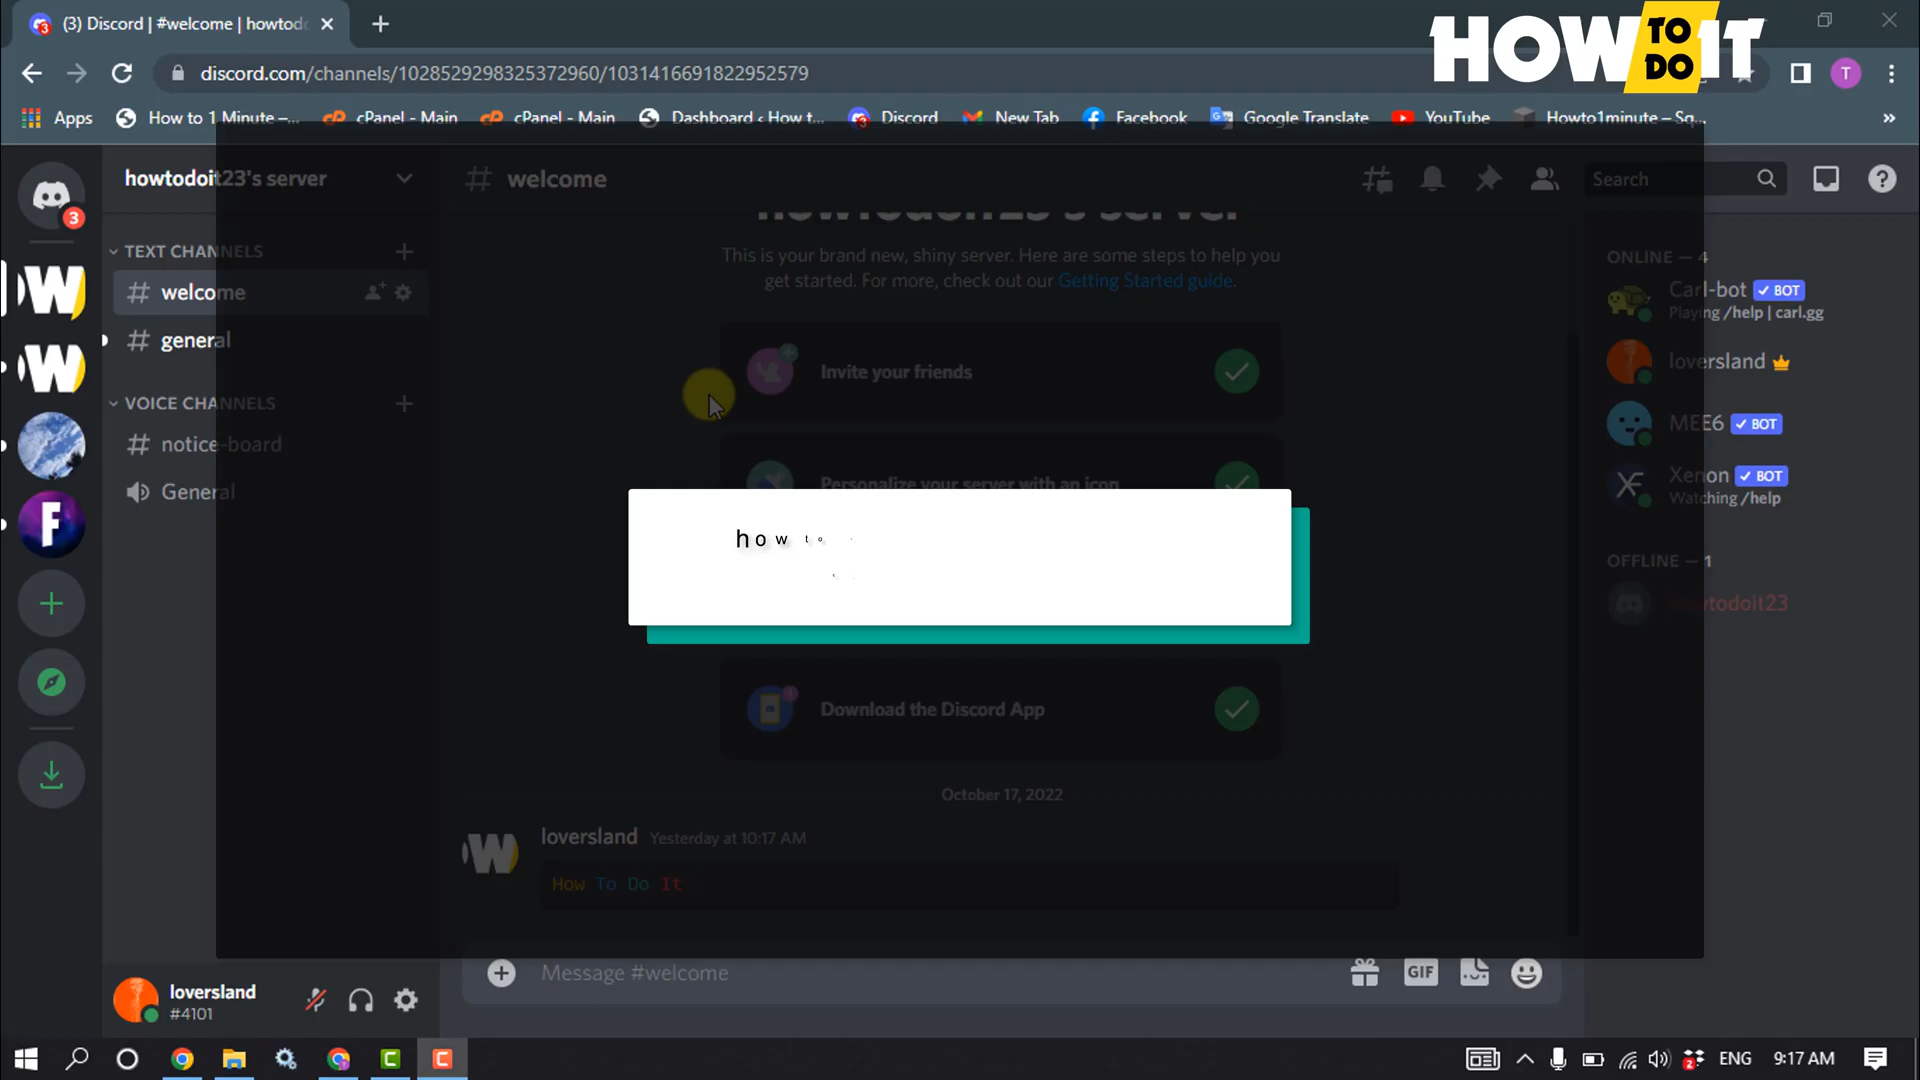 (3) Discord | #welcome | howtodo
HOW TO DO IT
discord.com/channels/1028529298325372960/1031416691822952579
T
Apps
How to 1 Minute –...
cPanel - Main
cPanel - Main
Dashboard ‹ How t...
Discord
New Tab
Facebook
Google Translate
YouTube
Howto1minute – Sq...
»
howtodoit23's server
# welcome
Search
3
howtodoit23's server
TEXT CHANNELS
This is your brand new, shiny server. Here are some steps to help you
get started. For more, check out our Getting Started guide.
ONLINE — 4
# welcome
Carl-bot ✓ BOT
Playing /help | carl.gg
# general
W
W
Invite your friends
loversland
VOICE CHANNELS
MEE6 ✓ BOT
# notice-board
Personalize your server with an icon
Xenon ✓ BOT
Watching /help
General
F
how to
OFFLINE — 1
howtodoit23
Download the Discord App
October 17, 2022
loversland Yesterday at 10:17 AM
W
How To Do It
Message #welcome
GIF
loversland
#4101
ENG
9:17 AM